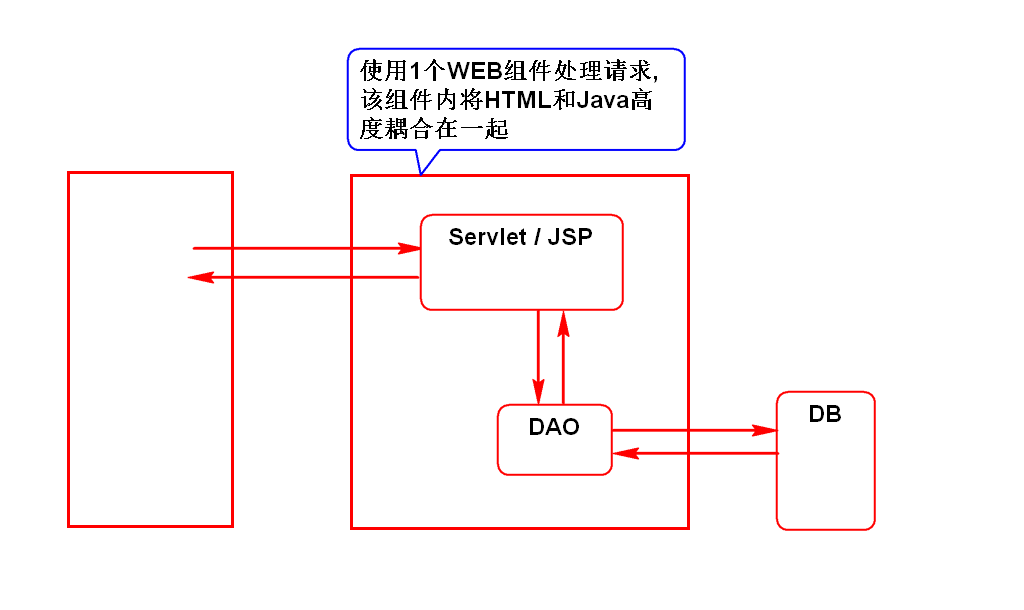 使用1个WEB组件处理请求,
该组件内将HTML和Java高
度耦合在一起
Servlet / JSP
DAO
DB